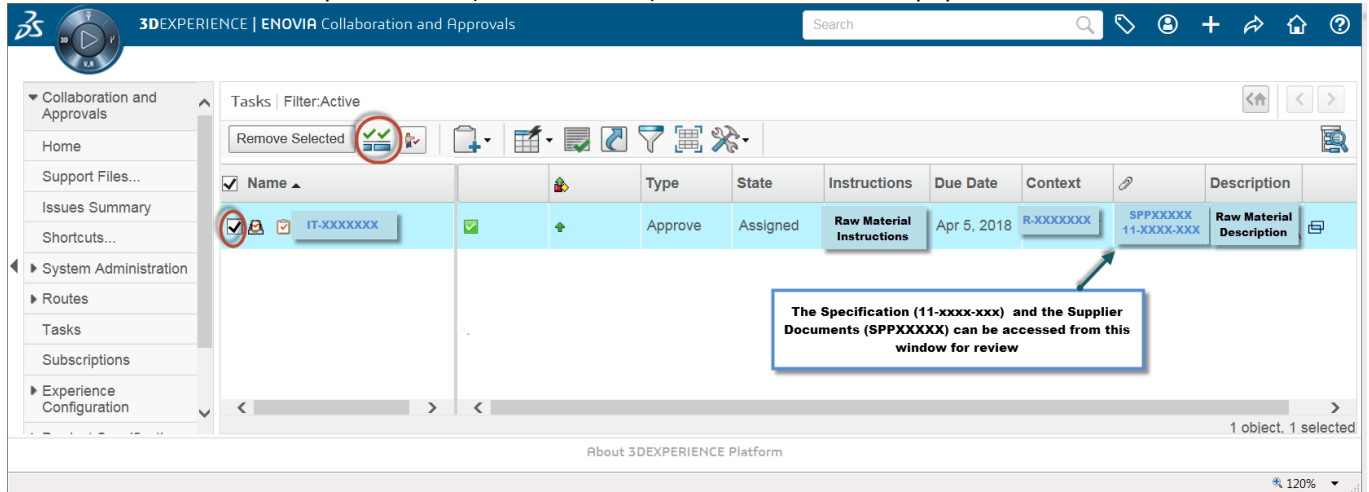 3DEXPERIENCE | ENOVIA Collaboration and Approvals
Search
3D
V.R
Collaboration and
Approvals
Home
Support Files...
Issues Summary
Shortcuts...
System Administration
Routes
Tasks
Subscriptions
Experience
Configuration
Tasks | Filter:Active
Remove Selected
Name
Type
State
Instructions
Due Date
Context
Description
IT-XXXXXXX
Approve
Assigned
Raw Material
Instructions
Apr 5, 2018
R-XXXXXXX
SPPXXXXX
11-XXXX-XXX
Raw Material
Description
The Specification (11-xxxx-xxx) and the Supplier
Documents (SPPXXXXX) can be accessed from this
window for review
1 object, 1 selected
About 3DEXPERIENCE Platform
120%